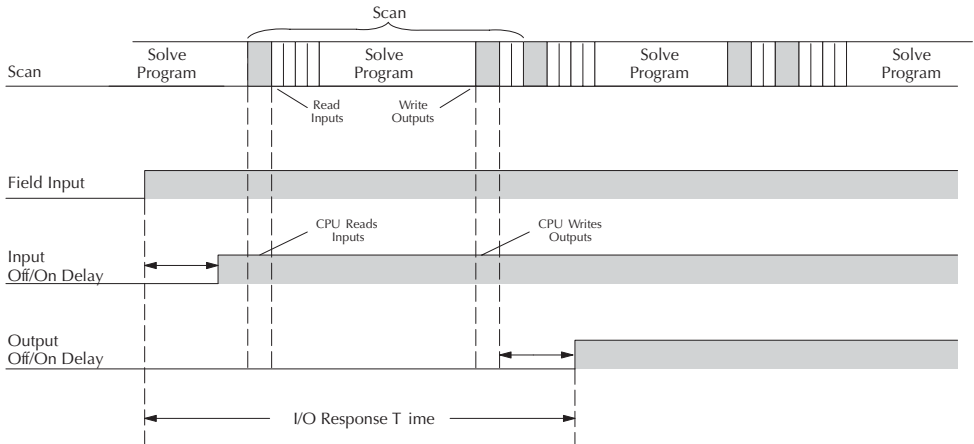 Scan
Solve
Program
Solve
Program
Solve
Program
Solve
Program
Scan
Read
Inputs
Write
Outputs
Field Input
CPU Reads
Inputs
CPU Writes
Outputs
Input
Off/On Delay
Output
Off/On Delay
I/O Response T ime